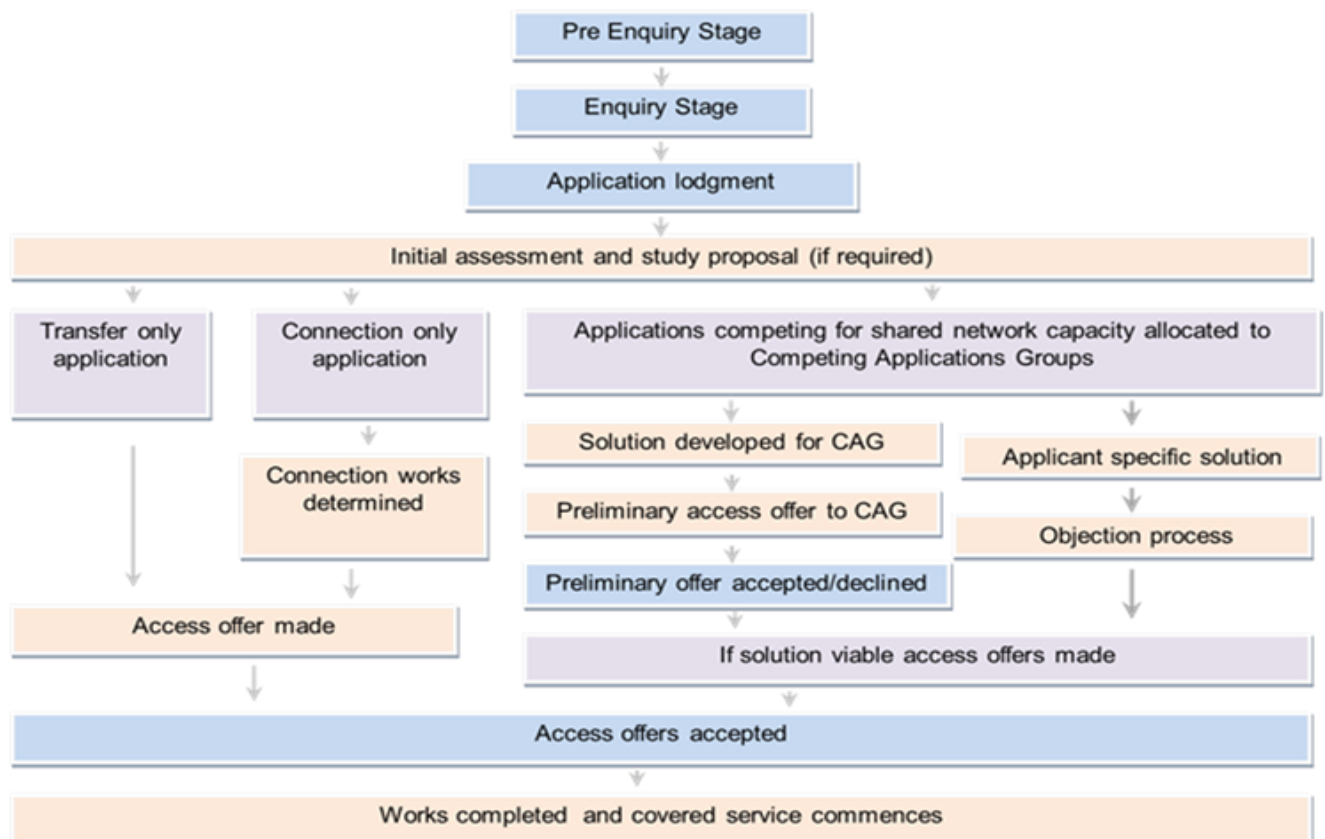 Pre Enquiry Stage
Enquiry Stage
Application lodgment
Initial assessment and study proposal (if required)
Transfer only
application
Connection only
application
Applications competing for shared network capacity allocated to
Competing Applications Groups
Connection works
determined
Solution developed for CAG
Applicant specific solution
Preliminary access offer to CAG
Objection process
Preliminary offer accepted/declined
Access offer made
If solution viable access offers made
Access offers accepted
Works completed and covered service commences